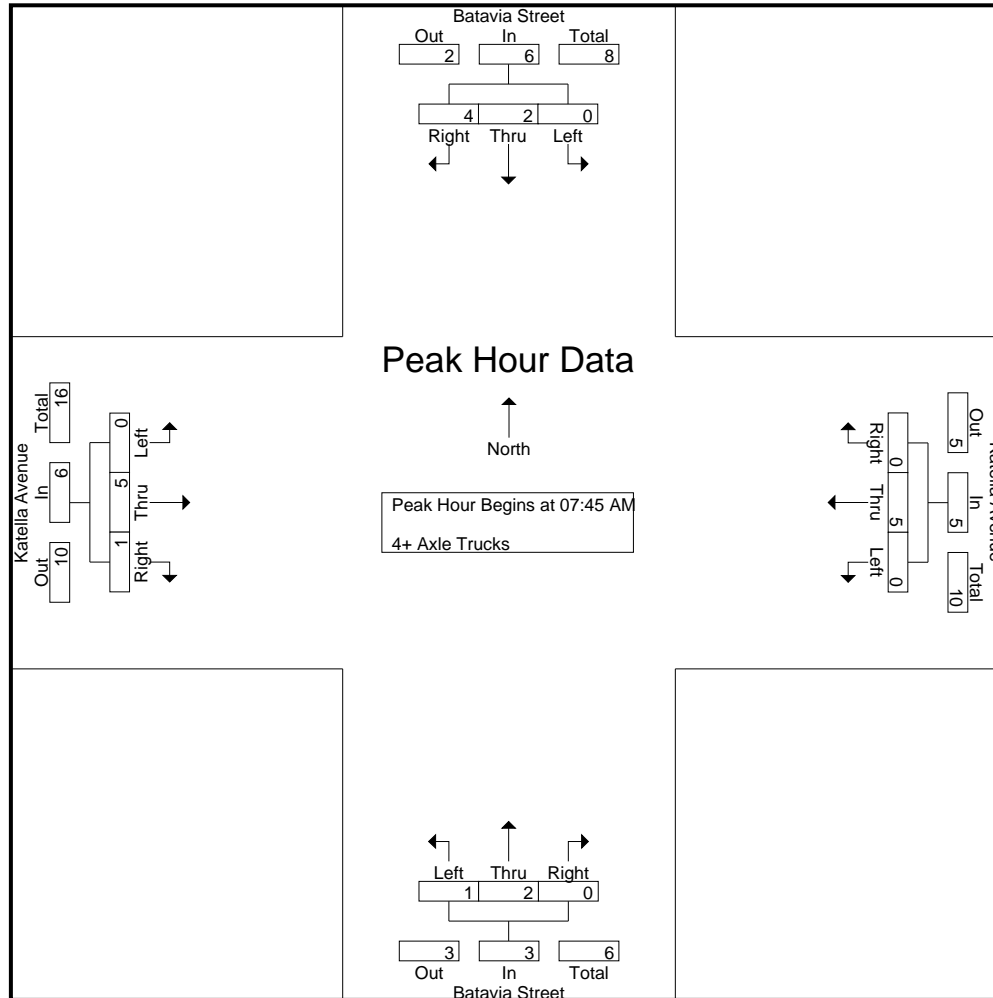 Batavia Street
Out In Total
2 6 8
4 2 0
Right Thru Left
Peak Hour Data
North
Peak Hour Begins at 07:45 AM
4+ Axle Trucks
Katella Avenue
Out In Total
10 6 16
1 5 0
Right Thru Left
Out In Total
5 5 10
0 5 0
Right Thru Left
Left Thru Right
1 2 0
3 3 6
Out In Total
Batavia Street